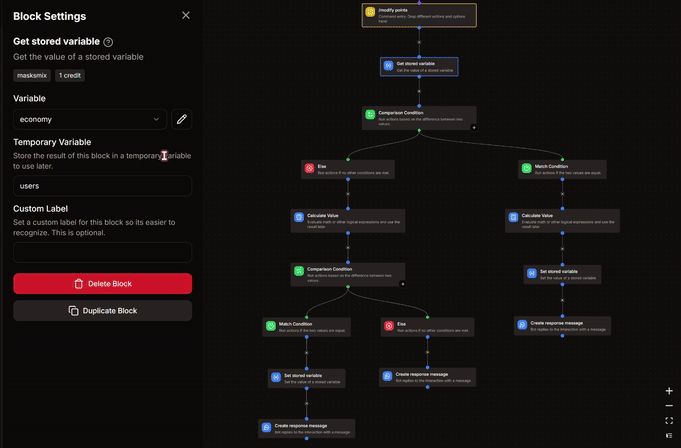 Block Settings
Get stored variable
Get the value of a stored variable
masksmix
1 credit
Variable
economy
Temporary Variable
Store the result of this block in a temporary variable
to use later.
users
Custom Label
Set a custom label for this block so its easier to
recognize. This is optional.
Delete Block
Duplicate Block
/modify points
Command entry. Drop different actions and options
here!
Get stored variable
Get the value of a stored variable
Comparison Condition
Run actions based on the difference between two
values.
Else
Run actions if no other conditions are met.
Match Condition
Run actions if the two values are equal.
Calculate Value
Evaluate math or other logical expressions and use the
result later
Calculate Value
Evaluate math or other logical expressions and use the
result later
Comparison Condition
Run actions based on the difference between two
values.
Set stored variable
Set the value of a stored variable
Match Condition
Run actions if the two values are equal.
Else
Run actions if no other conditions are met.
Create response message
Bot replies to the interaction with a message
Set stored variable
Set the value of a stored variable
Create response message
Bot replies to the interaction with a message
Create response message
Bot replies to the interaction with a message